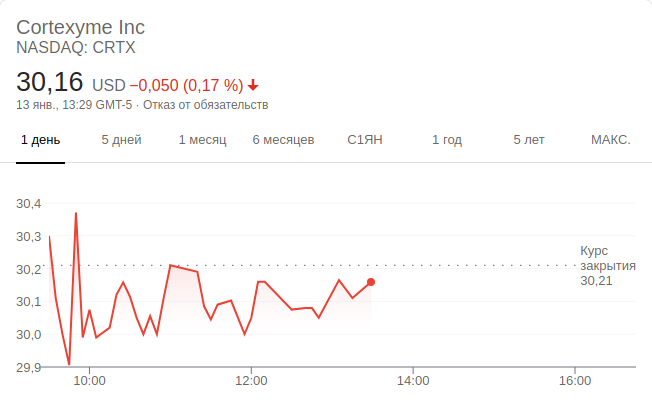 Cortexyme Inc
NASDAQ: CRTX
30,16 USD −0,050 (0,17 %)
13 янв., 13:29 GMT-5 · Отказ от обязательств
1 день 5 дней 1 месяц 6 месяцев С1ЯН 1 год 5 лет МАКС.
30,4
30,3
30,2
30,1
30,0
29,9
Курс
закрытия
30,21
10:00 12:00 14:00 16:00